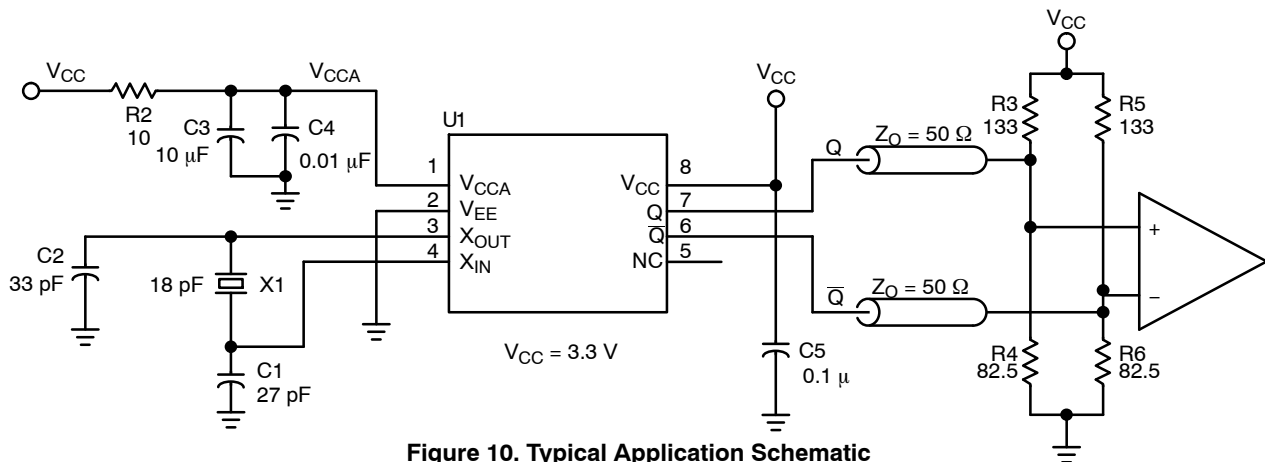 V_CC
V_CC
V_CCA
V_CC
R2
10
C3
10 μF
C4
0.01 μF
U1
R3
133
R5
133
1
V_CCA
8
V_CC
Q
Z_O = 50 Ω
2
V_EE
7
Q
3
X_OUT
6
Q̅
+
4
X_IN
5
NC
C2
33 pF
18 pF
X1
Q̅
Z_O = 50 Ω
−
V_CC = 3.3 V
C1
27 pF
C5
0.1 μ
R4
82.5
R6
82.5
Figure 10. Typical Application Schematic